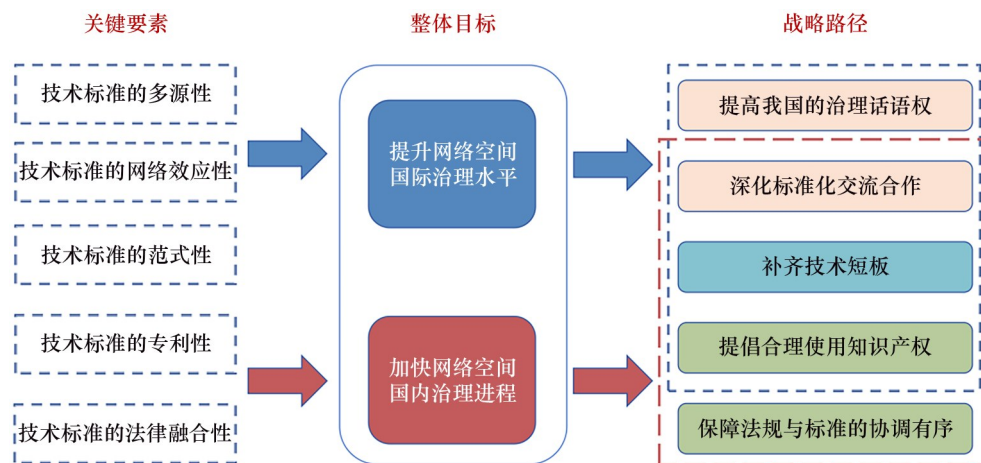 关键要素
整体目标
战略路径
技术标准的多源性
技术标准的网络效应性
技术标准的范式性
技术标准的专利性
技术标准的法律融合性
提升网络空间
国际治理水平
加快网络空间
国内治理进程
提高我国的治理话语权
深化标准化交流合作
补齐技术短板
提倡合理使用知识产权
保障法规与标准的协调有序